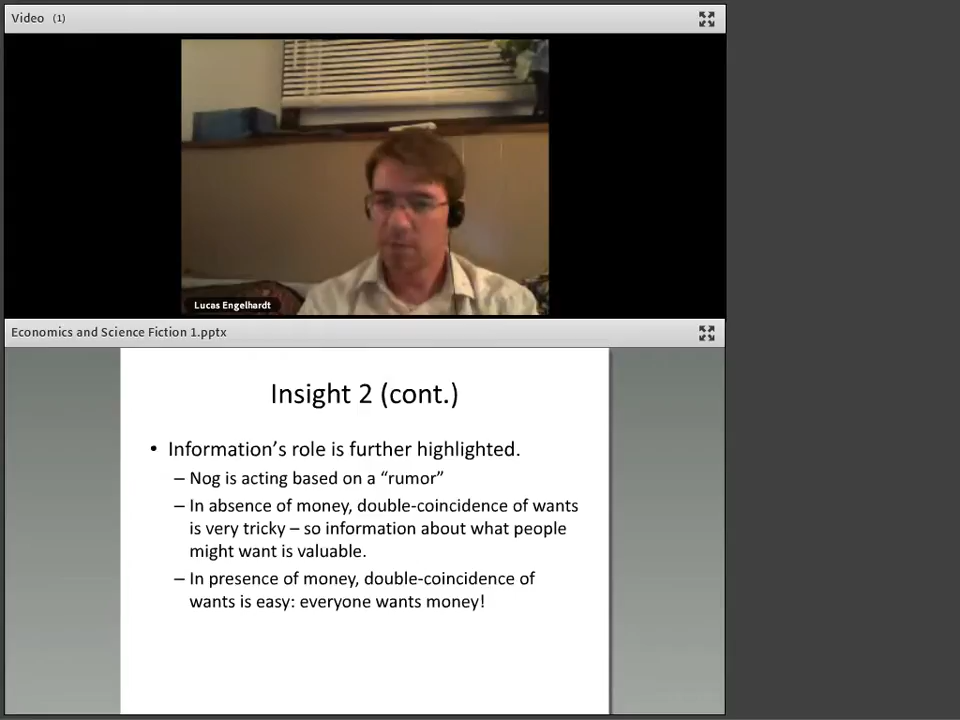 Video (1)
Lucas Engelhardt
Economics and Science Fiction 1.pptx
Insight 2 (cont.)
• Information’s role is further highlighted.
– Nog is acting based on a “rumor”
– In absence of money, double-coincidence of wants
is very tricky – so information about what people
might want is valuable.
– In presence of money, double-coincidence of
wants is easy: everyone wants money!